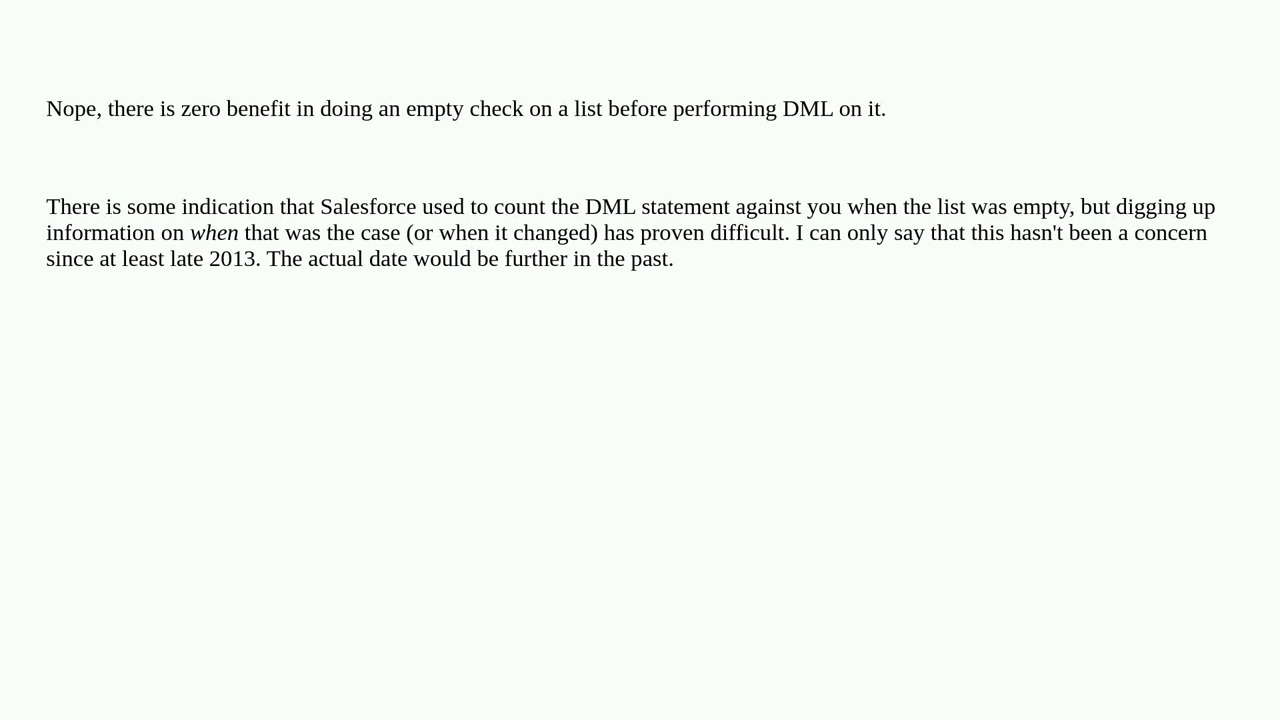 Nope, there is zero benefit in doing an empty check on a list before performing DML on it.
There is some indication that Salesforce used to count the DML statement against you when the list was empty, but digging up
information on when that was the case (or when it changed) has proven difficult. I can only say that this hasn't been a concern
since at least late 2013. The actual date would be further in the past.